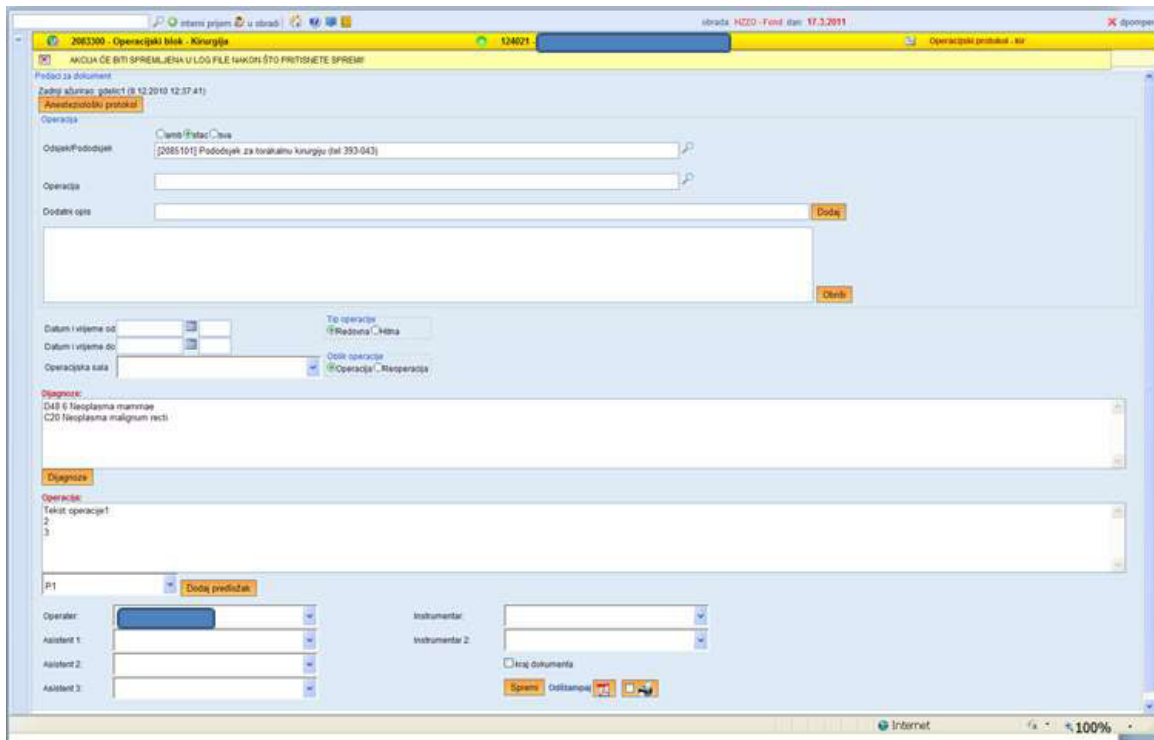 interni prijem u obradi obrada: HZZO - Fond dan: 17.3.2011 dpomper
2083300 - Operacijski blok - Kirurgija 124021 - Operacijski protokol - kir
AKCIJA ĆE BITI SPREMLJENA U LOG FILE NAKON ŠTO PRITISNETE SPREMI!
Podaci za dokument
Zadnji ažurirao: gdelic1 (8.12.2010 12:37:41)
Anesteziološki protokol
Operacija
amb stac sva
Odsjek/Pododsjek [2085101] Pododsjek za torakalnu kirurgiju (tel 393-043)
Operacija
Dodatni opis Dodaj
Obriši
Datum i vrijeme od Tip operacije
Redovna Hitna
Datum i vrijeme do
Oblik operacije
Operacijska sala Operacija Reoperacija
Dijagnoze:
D48 6 Neoplasma mammae
C20 Neoplasma malignum recti
Dijagnoze
Operacija:
Tekst operacije1
2
3
P1 Dodaj predložak
Operater: Instrumentar:
Asistent 1: Instrumentar 2:
Asistent 2: kraj dokumenta
Asistent 3: Spremi Odštampaj
Internet 100%